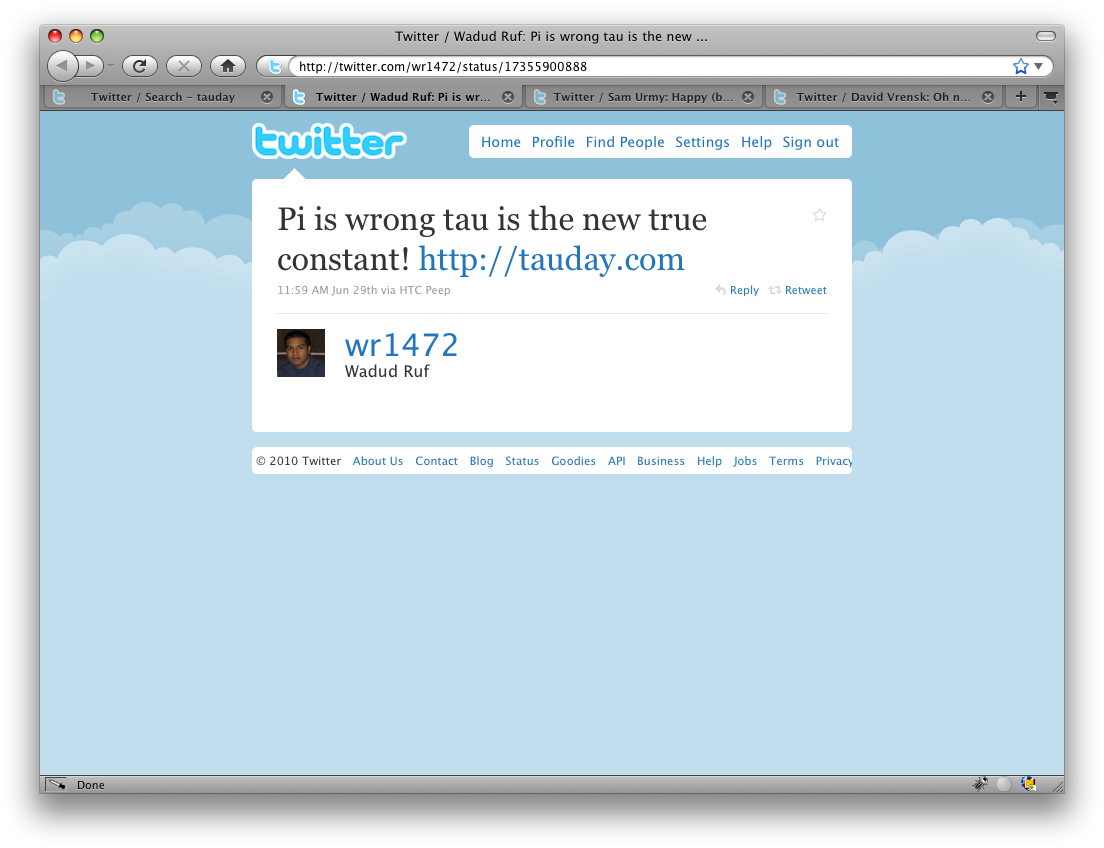 Twitter / Wadud Ruf: Pi is wrong tau is the new ...
http://twitter.com/wr1472/status/17355900888
Twitter / Search – tauday
Twitter / Wadud Ruf: Pi is wr...
Twitter / Sam Urmy: Happy (b...
Twitter / David Vrensk: Oh n...
twitter
Home Profile Find People Settings Help Sign out
Pi is wrong tau is the new true
constant! http://tauday.com
11:59 AM Jun 29th via HTC Peep
Reply Retweet
wr1472
Wadud Ruf
© 2010 Twitter About Us Contact Blog Status Goodies API Business Help Jobs Terms Privacy
Done